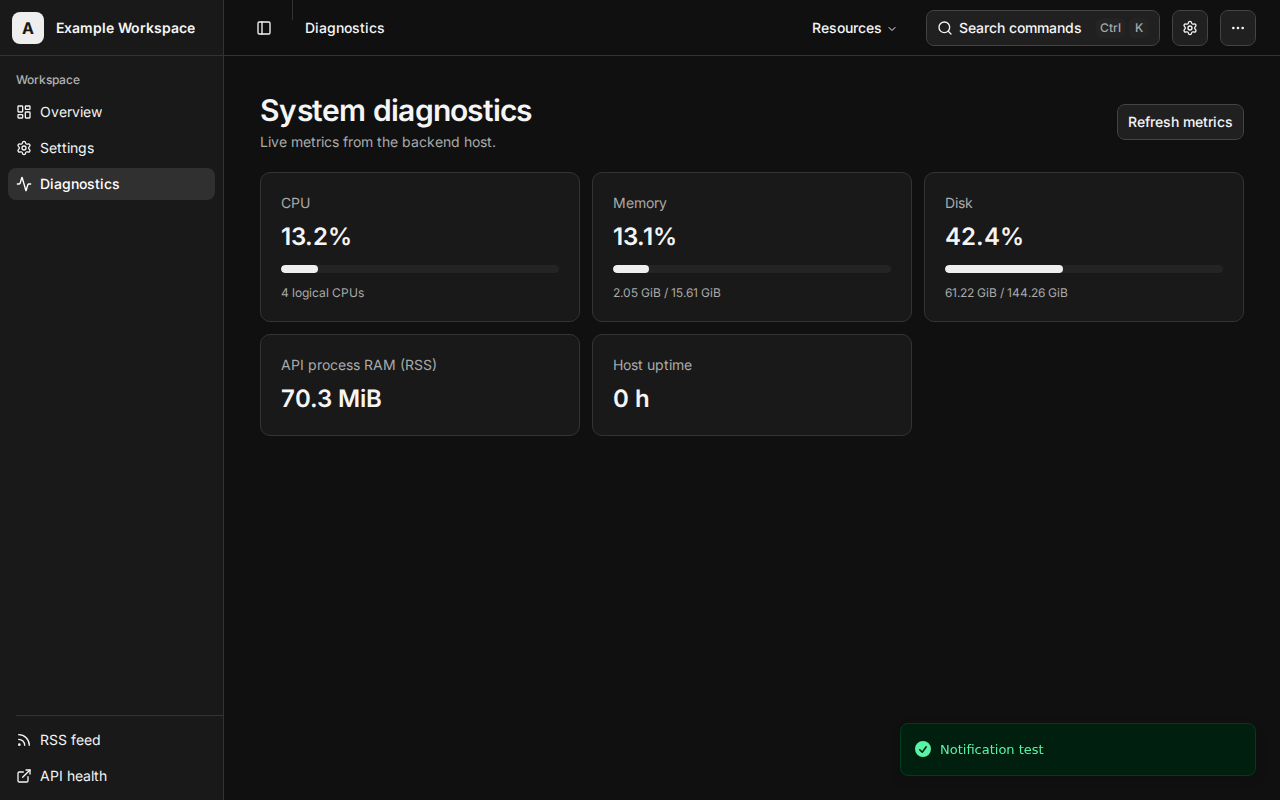 A
Example Workspace
Diagnostics
Resources
Search commands
Ctrl K
Workspace
Overview
Settings
Diagnostics
System diagnostics
Live metrics from the backend host.
Refresh metrics
CPU
13.2%
4 logical CPUs
Memory
13.1%
2.05 GiB / 15.61 GiB
Disk
42.4%
61.22 GiB / 144.26 GiB
API process RAM (RSS)
70.3 MiB
Host uptime
0 h
RSS feed
API health
Notification test